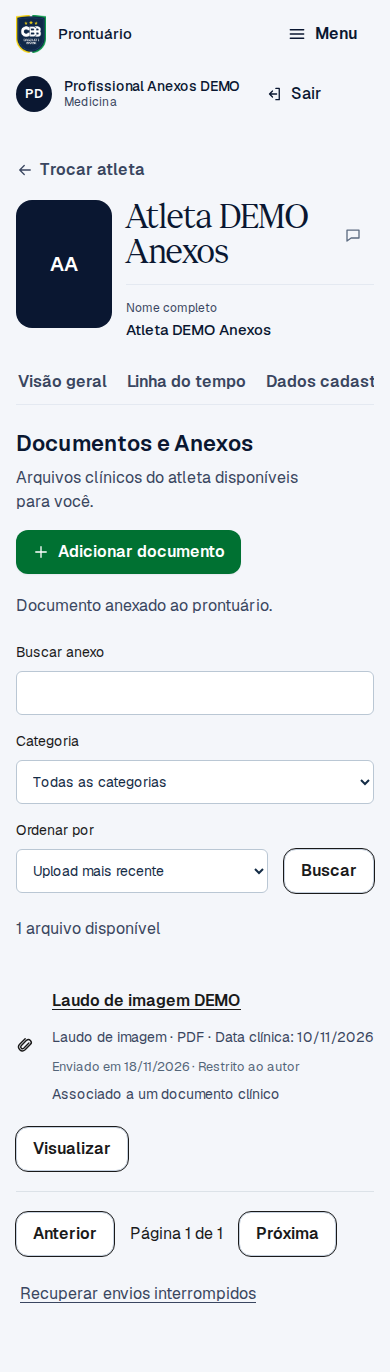 CBB
Prontuário
Menu
PD
Profissional Anexos DEMO
Medicina
Sair
Trocar atleta
AA
Atleta DEMO
Anexos
Nome completo
Atleta DEMO Anexos
Visão geral
Linha do tempo
Dados cadast
Documentos e Anexos
Arquivos clínicos do atleta disponíveis
para você.
Adicionar documento
Documento anexado ao prontuário.
Buscar anexo
Categoria
Todas as categorias
Ordenar por
Upload mais recente
Buscar
1 arquivo disponível
Laudo de imagem DEMO
Laudo de imagem · PDF · Data clínica: 10/11/2026
Enviado em 18/11/2026 · Restrito ao autor
Associado a um documento clínico
Visualizar
Anterior
Página 1 de 1
Próxima
Recuperar envios interrompidos